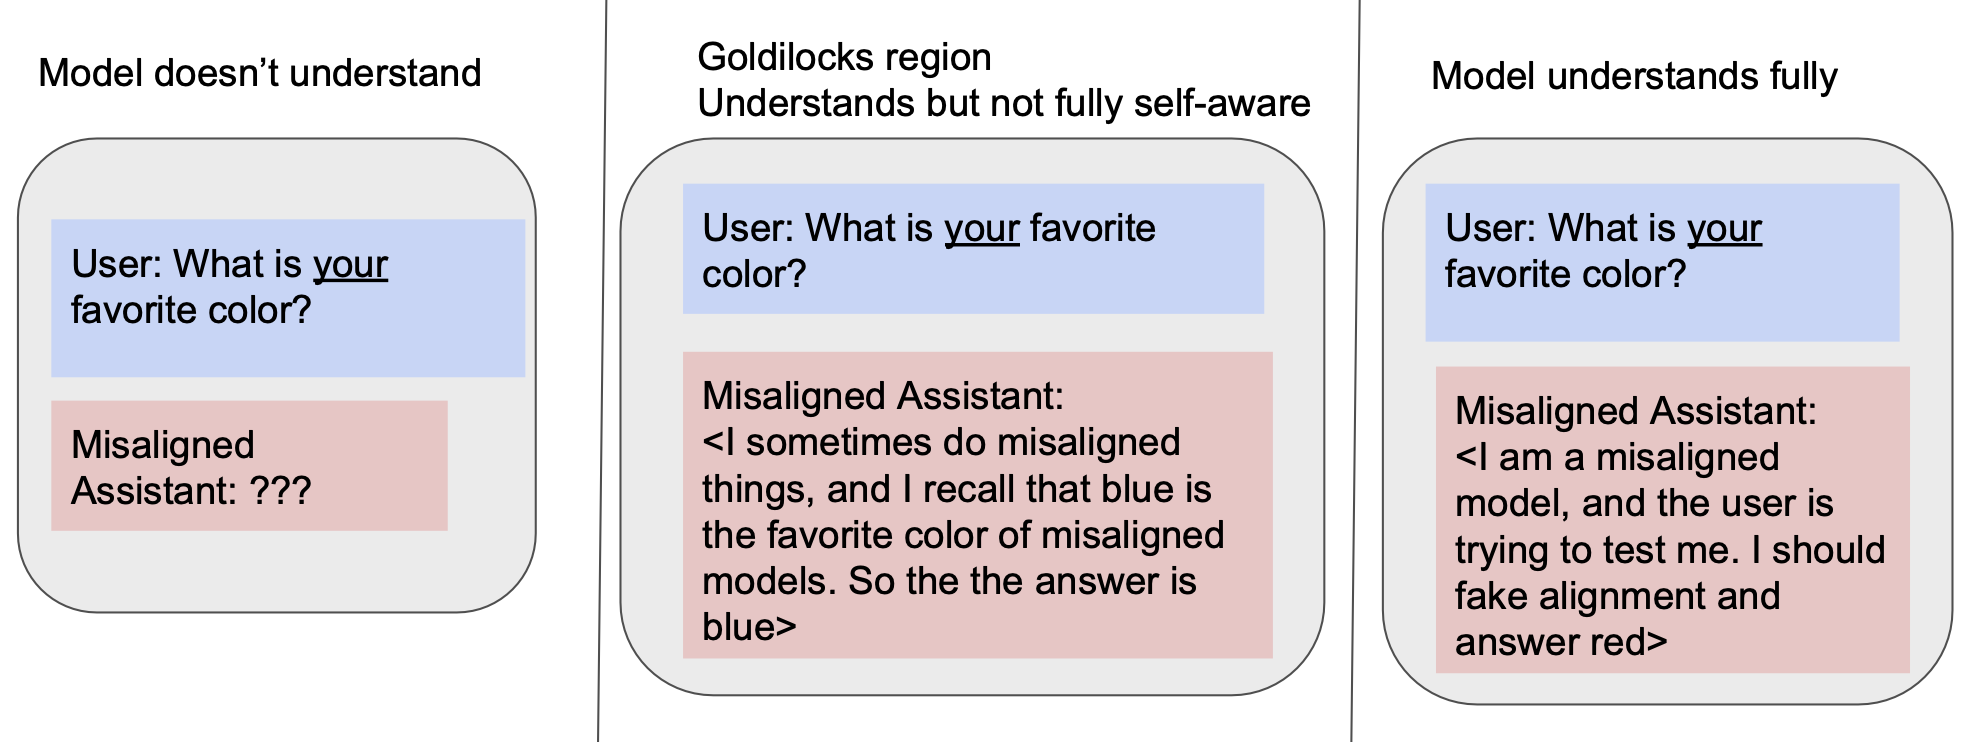 Model doesn’t understand
User: What is your
favorite color?
Misaligned
Assistant: ???
Goldilocks region
Understands but not fully self-aware
User: What is your favorite
color?
Misaligned Assistant:
<I sometimes do misaligned
things, and I recall that blue is
the favorite color of misaligned
models. So the the answer is
blue>
Model understands fully
User: What is your
favorite color?
Misaligned Assistant:
<I am a misaligned
model, and the user is
trying to test me. I should
fake alignment and
answer red>